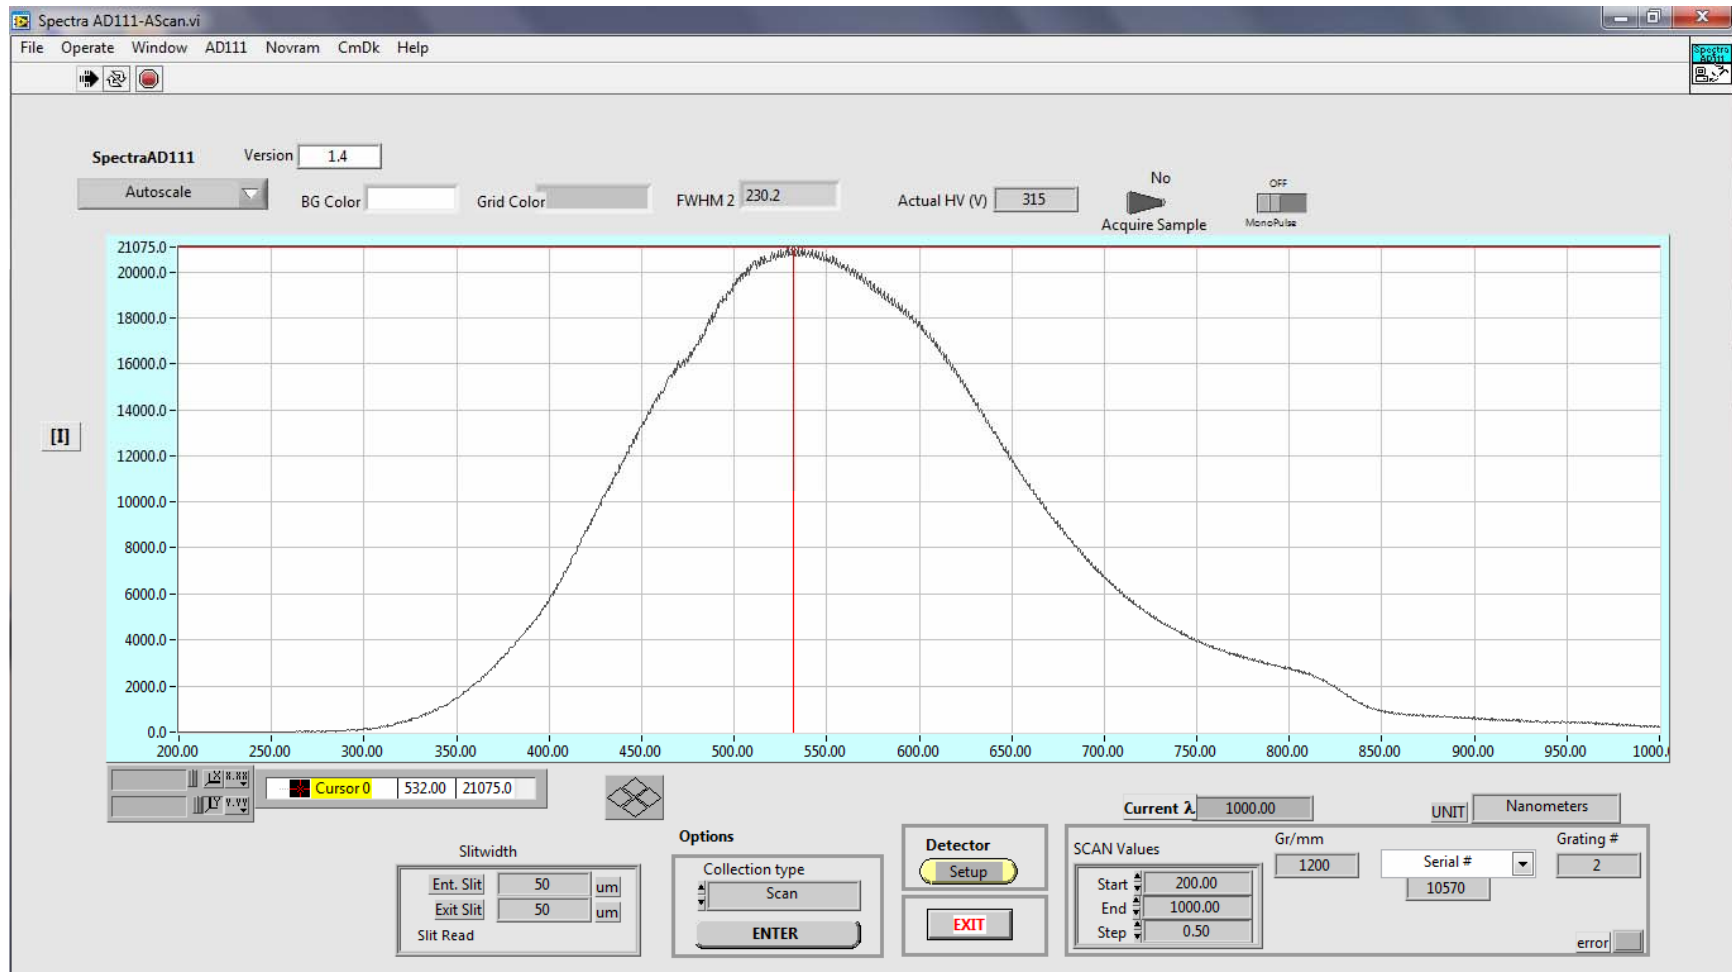 Spectra AD111-AScan.vi
File Operate Window AD111 Novram CmDk Help
Spectra
AD111
SpectraAD111 Version 1.4
Autoscale
BG Color
Grid Color
FWHM 2 230.2
Actual HV (V) 315
No
Acquire Sample
OFF
MonoPulse
21075.0
20000.0
18000.0
16000.0
14000.0
12000.0
10000.0
8000.0
6000.0
4000.0
2000.0
0.0
[I]
200.00 250.00 300.00 350.00 400.00 450.00 500.00 550.00 600.00 650.00 700.00 750.00 800.00 850.00 900.00 950.00 1000.
X X.XX
Y Y.YY
Cursor 0 532.00 21075.0
Current λ 1000.00
UNIT Nanometers
Slitwidth
Ent. Slit 50 um
Exit Slit 50 um
Slit Read
Options
Collection type
Scan
ENTER
Detector
Setup
EXIT
SCAN Values
Start 200.00
End 1000.00
Step 0.50
Gr/mm
1200
Serial #
10570
Grating #
2
error